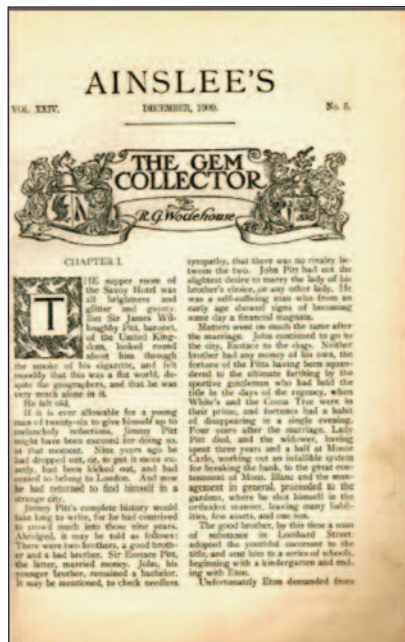 AINSLEE'S
VOL. XXIV. DECEMBER, 1909. No. 5.
THE GEM
COLLECTOR
By
R.G. Wodehouse
CHAPTER I.
THE supper room of
the Savoy Hotel was
all brightness and
glitter and gayety.
But Sir James Wil-
loughby Pitt, baronet,
of the United King-
dom, looked round
about him through
the smoke of his cigarette, and felt
moodily that this was a flat world, de-
spite the geographers, and that he was
very much alone in it.
He felt old.
If it is ever allowable for a young
man of twenty-six to give himself up to
melancholy reflections, Jimmy Pitt
might have been excused for doing so,
at that moment. Nine years ago he
had dropped out, or, to put it more ex-
actly, had been kicked out, and had
ceased to belong to London. And now
he had returned to find himself in a
strange city.
Jimmy Pitt's complete history would
take long to write, for he had contrived
to crowd much into those nine years.
Abridged, it may be told as follows:
There were two brothers, a good broth-
er and a bad brother. Sir Eustace Pitt,
the latter, married money. John, his
younger brother, remained a bachelor.
It may be mentioned, to check needless
sympathy, that there was no rivalry be-
tween the two. John Pitt had not the
slightest desire to marry the lady of his
brother's choice, or any other lady. He
was a self-sufficing man who from an
early age showed signs of becoming
some day a financial magnate.
Matters went on much the same after
the marriage. John continued to go to
the city, Eustace to the dogs. Neither
brother had any money of his own, the
fortune of the Pitts having been squan-
dered to the ultimate farthing by the
sportive gentleman who had held the
title in the days of the regency, when
White's and the Cocoa Tree were in
their prime, and fortunes had a habit
of disappearing in a single evening.
Four years after the marriage, Lady
Pitt died, and the widower, having
spent three years and a half at Monte
Carlo, working out an infallible system
for breaking the bank, to the great con-
tentment of Mons. Blanc and the man-
agement in general, proceeded to the
gardens, where he shot himself in the
orthodox manner, leaving many liabil-
ities, few assets, and one son.
The good brother, by this time a man
of substance in Lombard Street,
adopted the youthful successor to the
title, and sent him to a series of schools,
beginning with a kindergarten and end-
ing with Eton.
Unfortunately Eton demanded from